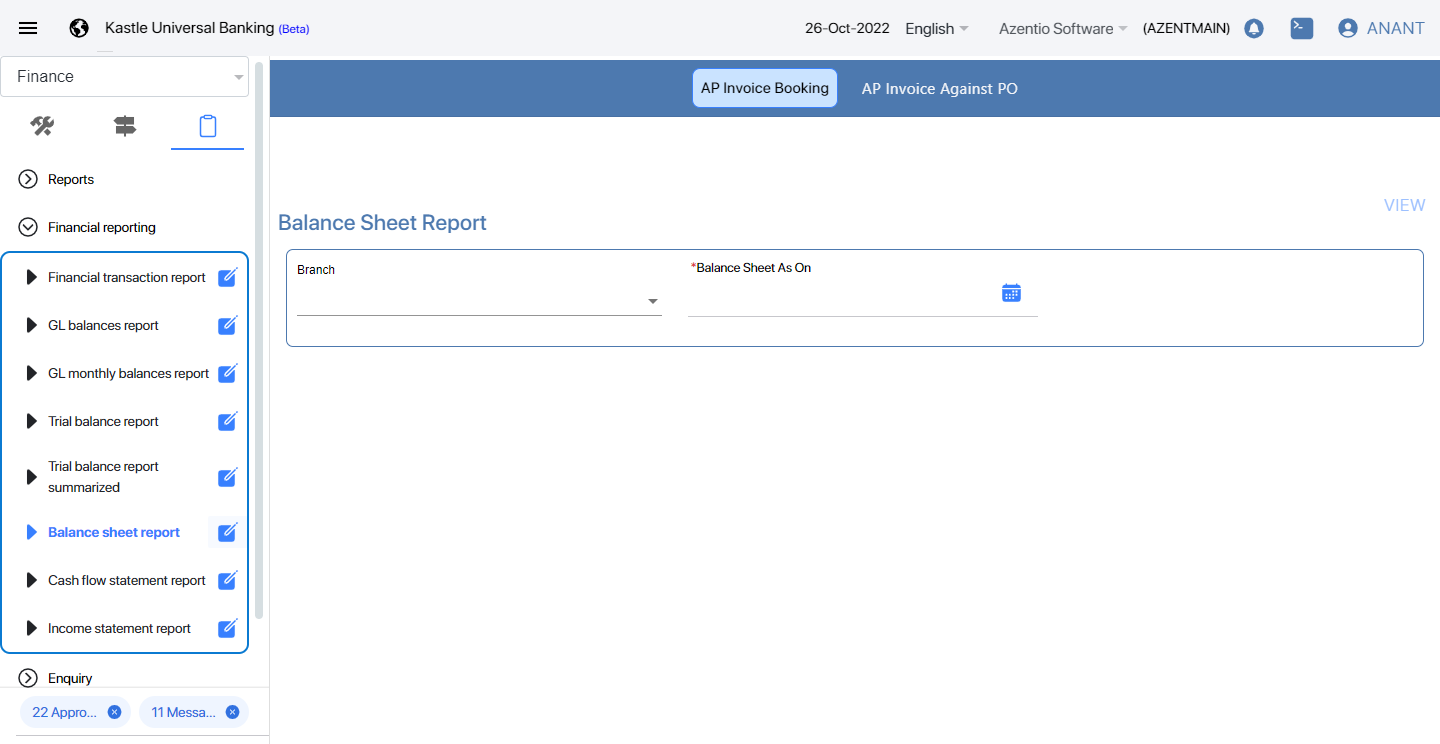 Kastle Universal Banking (Beta)
26-Oct-2022
English
Azentio Software
(AZENTMAIN)
ANANT
Finance
AP Invoice Booking
AP Invoice Against PO
Reports
Financial reporting
Financial transaction report
GL balances report
GL monthly balances report
Trial balance report
Trial balance report
summarized
Balance sheet report
Cash flow statement report
Income statement report
Enquiry
22 Appro...
11 Messa...
VIEW
Balance Sheet Report
Branch
*Balance Sheet As On